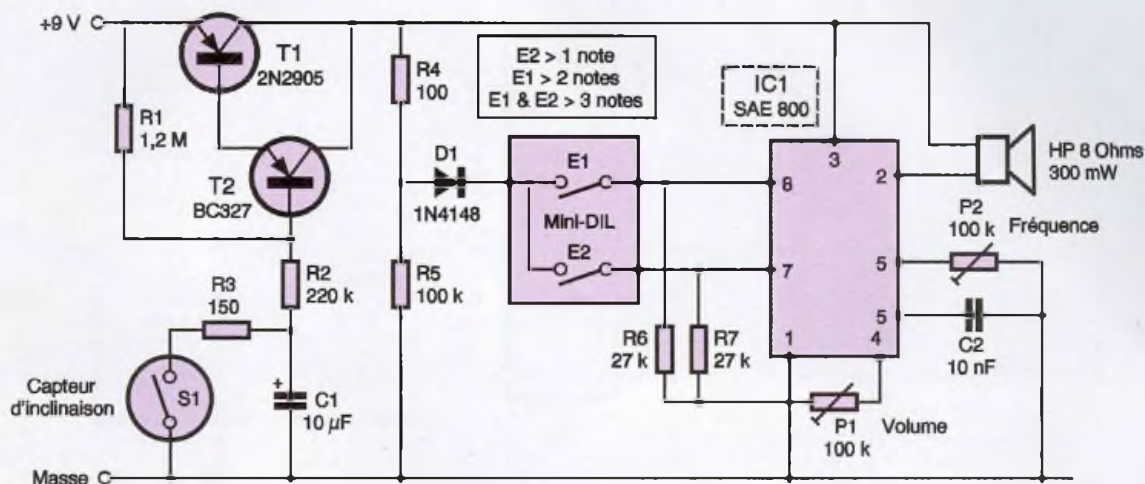 +9 V
T1
2N2905
R1
1,2 M
T2
BC327
R2
220 k
R3
150
S1
Capteur
d'inclinaison
+
C1
10 µF
Masse
R4
100
D1
1N4148
R5
100 k
E2 > 1 note
E1 > 2 notes
E1 & E2 > 3 notes
E1
Mini-DIL
E2
R6
27 k
R7
27 k
IC1
SAE 800
3
8
2
7
5
5
1
4
HP 8 Ohms
300 mW
P2
100 k
Fréquence
C2
10 nF
P1
100 k
Volume